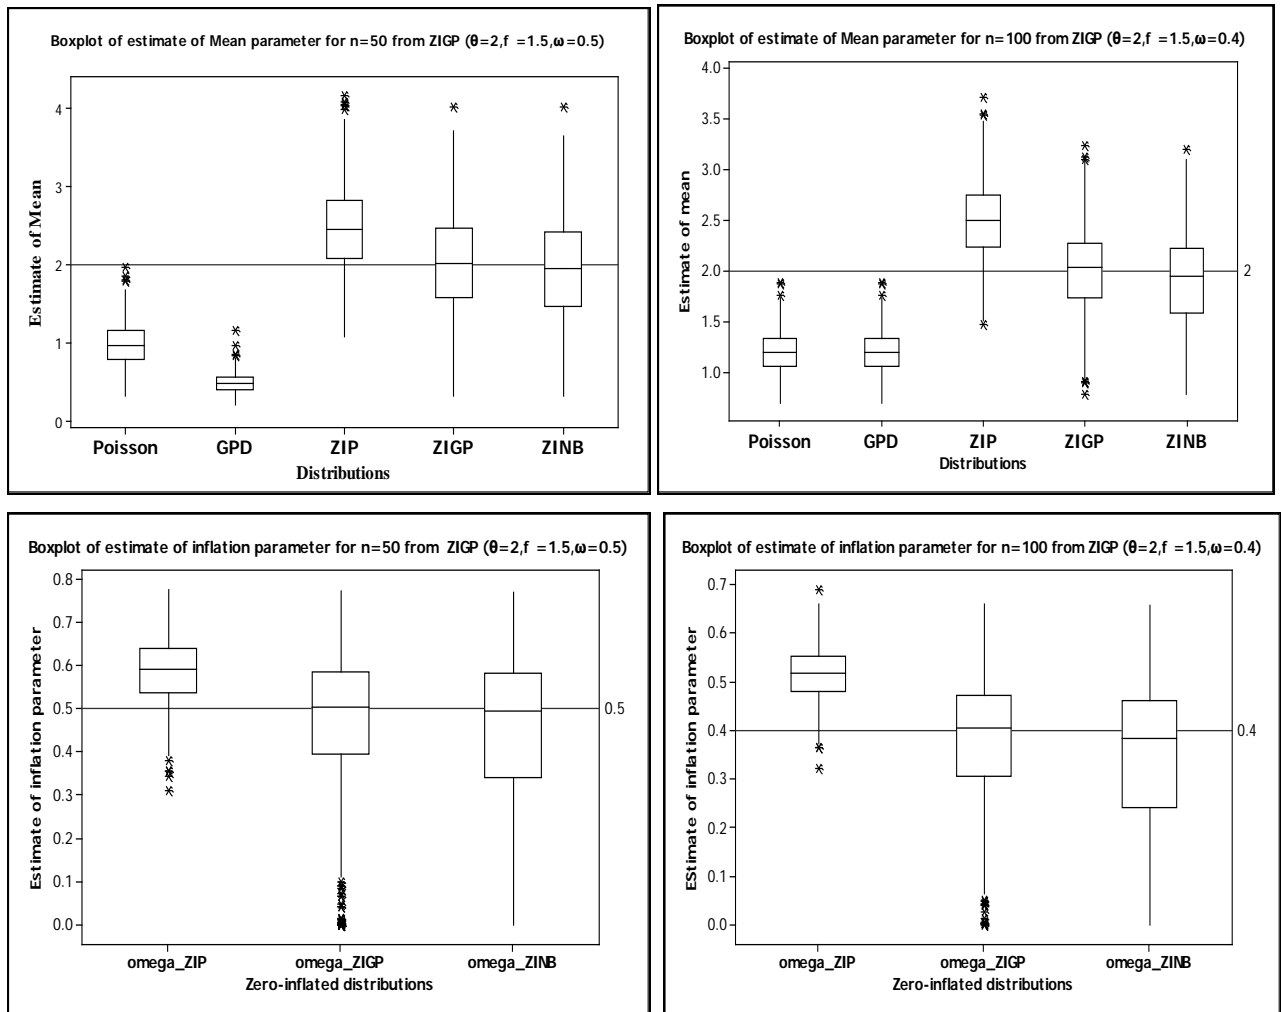 Boxplot of estimate of Mean parameter for n=50 from ZIGP (θ=2,f =1.5,ω=0.5)
Estimate of Mean
4
3
2
1
0
Poisson GPD ZIP ZIGP ZINB
Distributions
Boxplot of estimate of Mean parameter for n=100 from ZIGP (θ=2,f =1.5,ω=0.4)
Estimate of mean
4.0
3.5
3.0
2.5
2.0
1.5
1.0
2
Poisson GPD ZIP ZIGP ZINB
Distributions
Boxplot of estimate of inflation parameter for n=50 from ZIGP (θ=2,f =1.5,ω=0.5)
Estimate of inflation parameter
0.8
0.7
0.6
0.5
0.4
0.3
0.2
0.1
0.0
0.5
omega_ZIP omega_ZIGP omega_ZINB
Zero-inflated distributions
Boxplot of estimate of inflation parameter for n=100 from ZIGP (θ=2,f =1.5,ω=0.4)
EStimate of inflation parameter
0.7
0.6
0.5
0.4
0.3
0.2
0.1
0.0
0.4
omega_ZIP omega_ZIGP omega_ZINB
Zero-inflated distributions